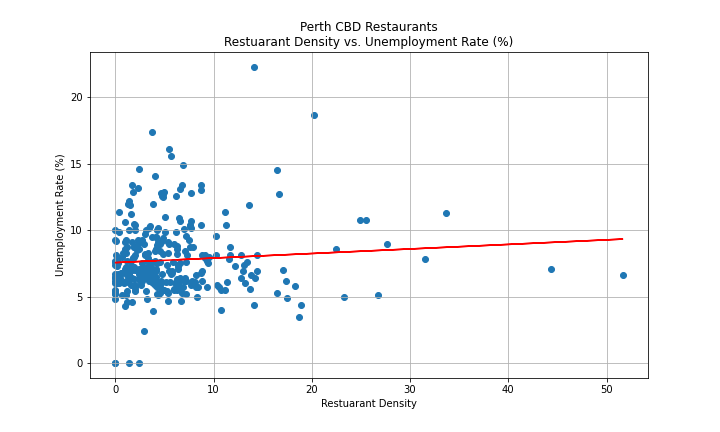 Perth CBD Restaurants
Restuarant Density vs. Unemployment Rate (%)
Unemployment Rate (%)
20
15
10
5
0
0 10 20 30 40 50
Restuarant Density